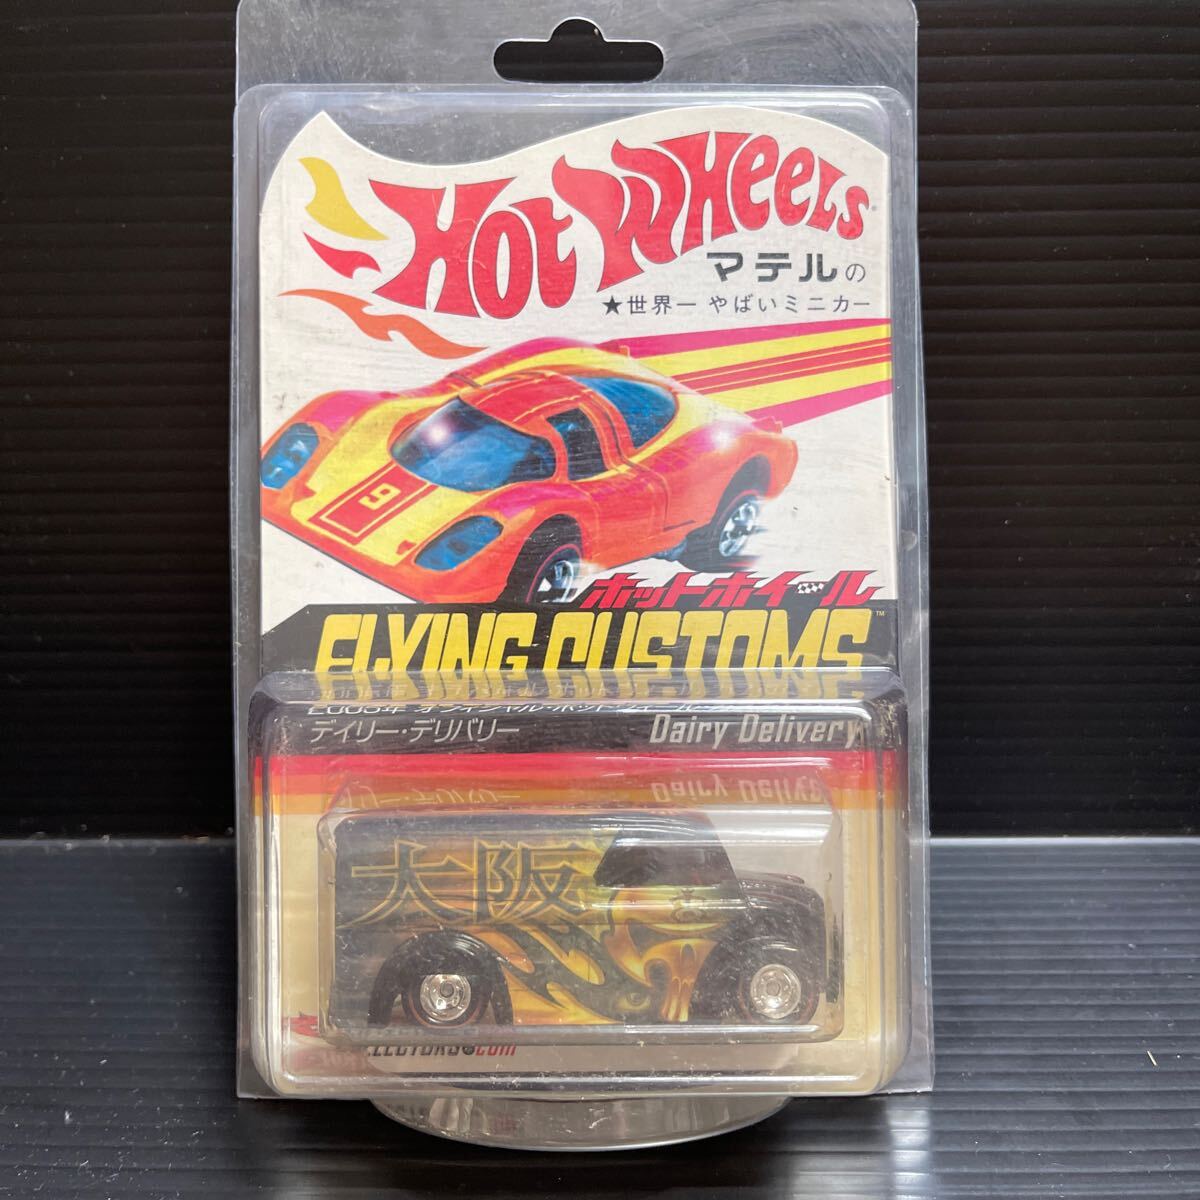 Hot Wheels®
マテルの
★世界一 やばいミニカー
9
ホットホイール
FLYING CUSTOMS™
デイリー・デリバリー
Dairy Delivery
大阪
.COM